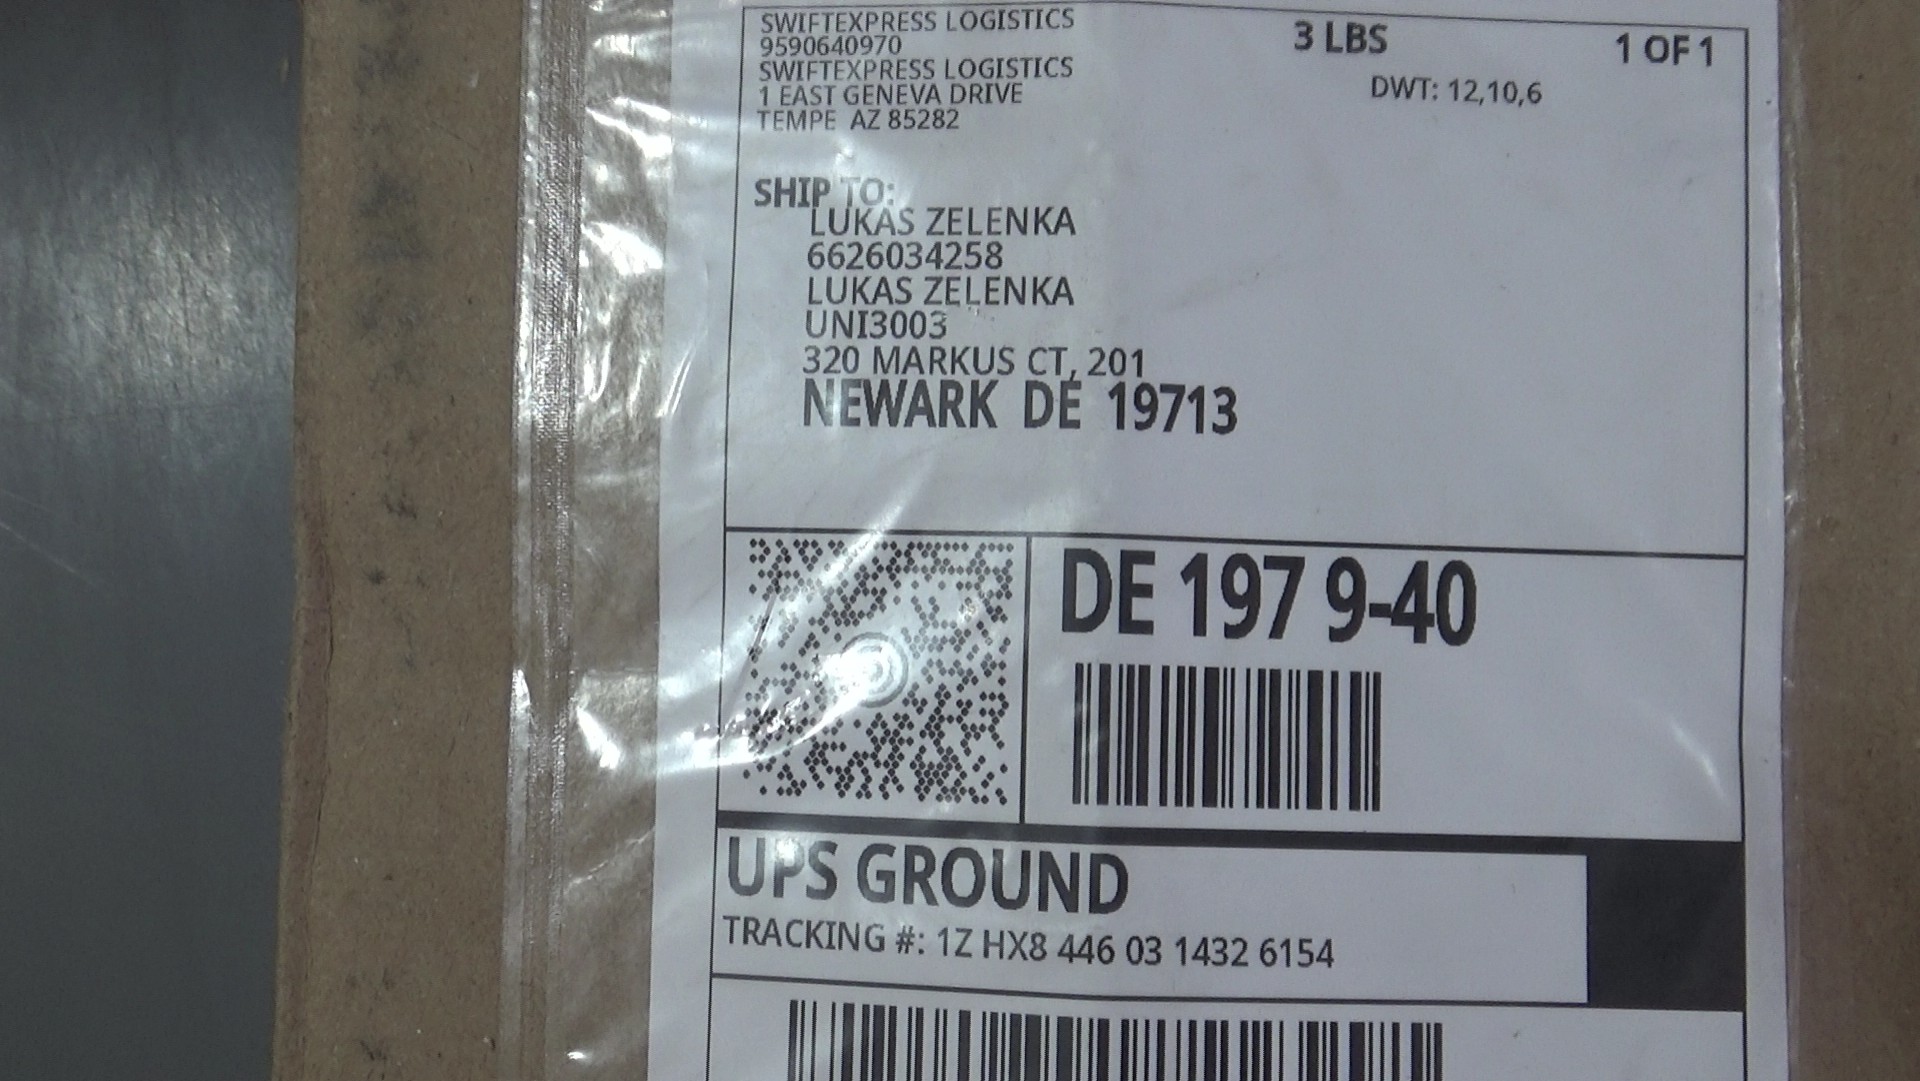 SWIFTEXPRESS LOGISTICS
9590640970
SWIFTEXPRESS LOGISTICS
1 EAST GENEVA DRIVE
TEMPE AZ 85282
3 LBS
1 OF 1
DWT: 12,10,6
SHIP TO:
LUKAS ZELENKA
6626034258
LUKAS ZELENKA
UNI3003
320 MARKUS CT, 201
NEWARK DE 19713
DE 197 9-40
UPS GROUND
TRACKING #: 1Z HX8 446 03 1432 6154